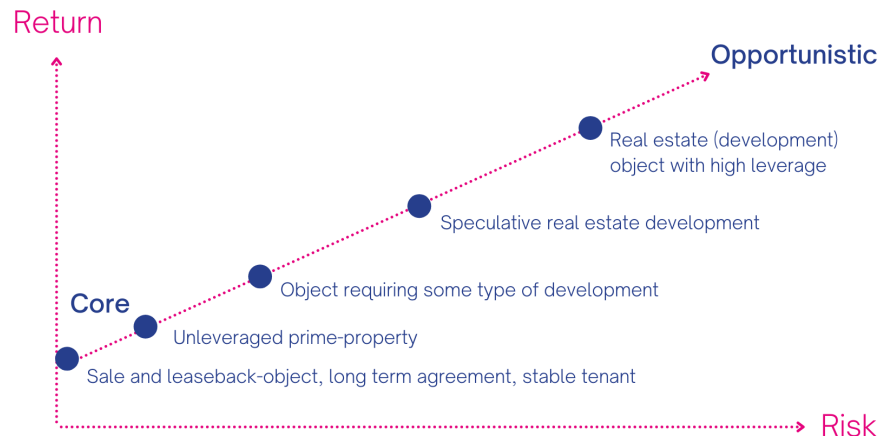 Return
Opportunistic
Real estate (development)
object with high leverage
Speculative real estate development
Object requiring some type of development
Core
Unleveraged prime-property
Sale and leaseback-object, long term agreement, stable tenant
Risk